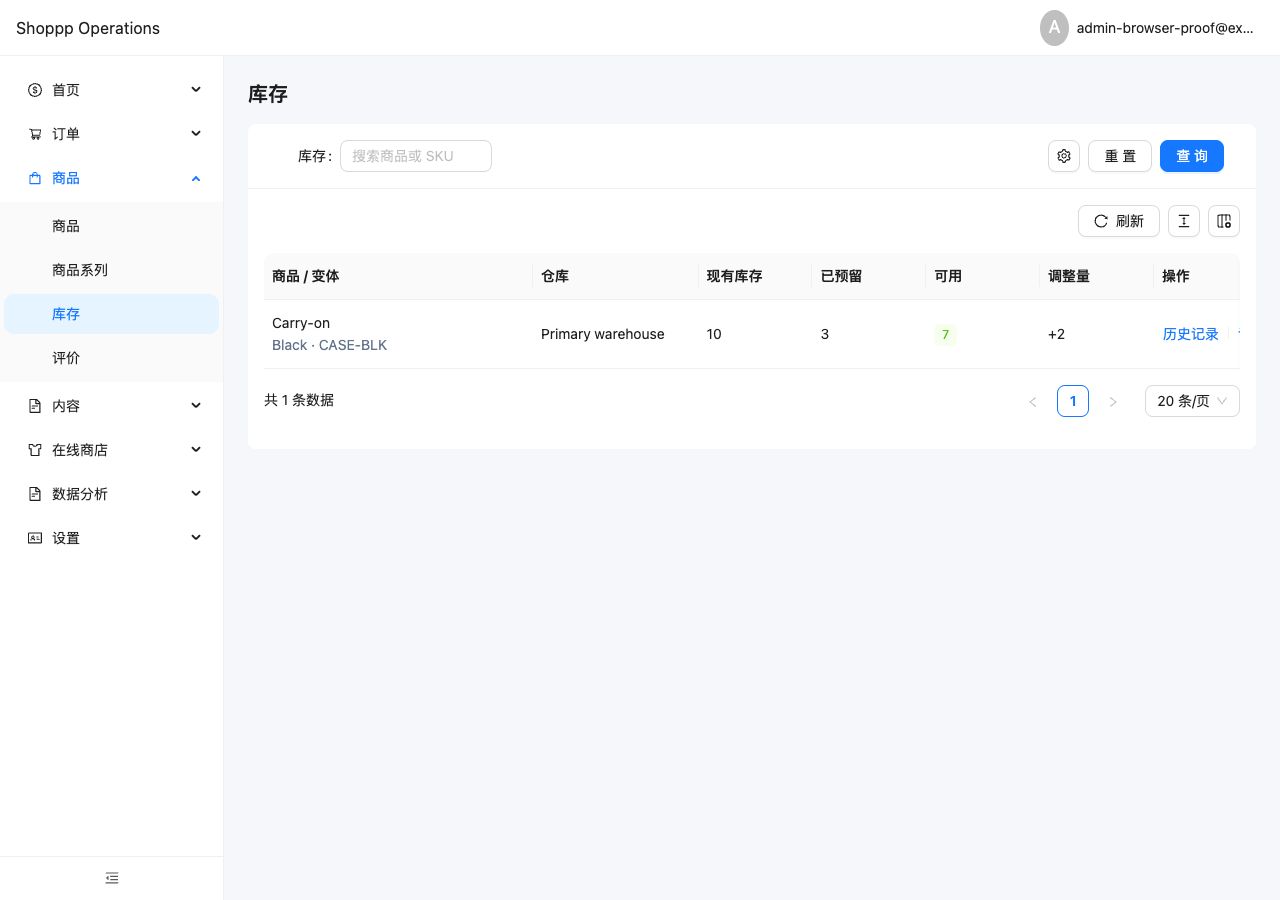 Shoppp Operations
A
admin-browser-proof@ex...
首页
订单
商品
商品
商品系列
库存
评价
内容
在线商店
数据分析
设置
库存
库存 :
搜索商品或 SKU
重 置
查 询
刷新
商品 / 变体
仓库
现有库存
已预留
可用
调整量
操作
Carry-on
Black · CASE-BLK
Primary warehouse
10
3
7
+2
历史记录
共 1 条数据
1
20 条/页